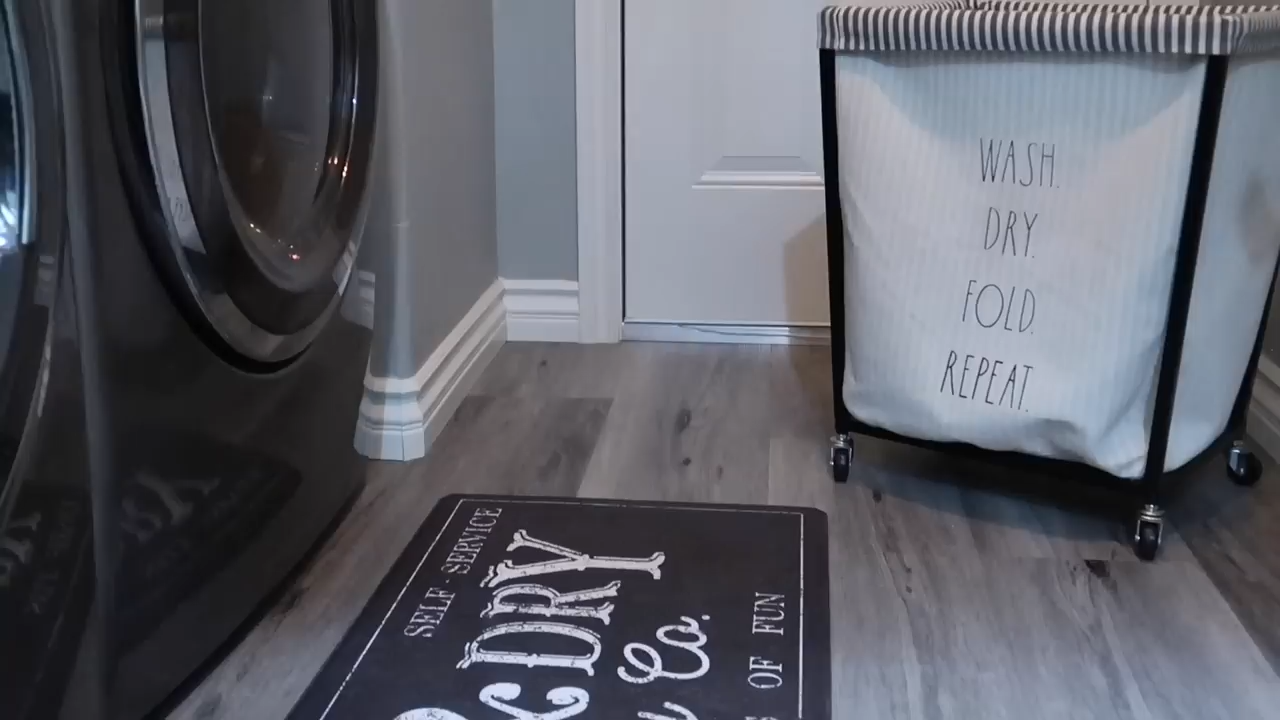 WASH.
DRY.
FOLD.
REPEAT.
SELF · SERVICE
DRY
Co.
OF FUN